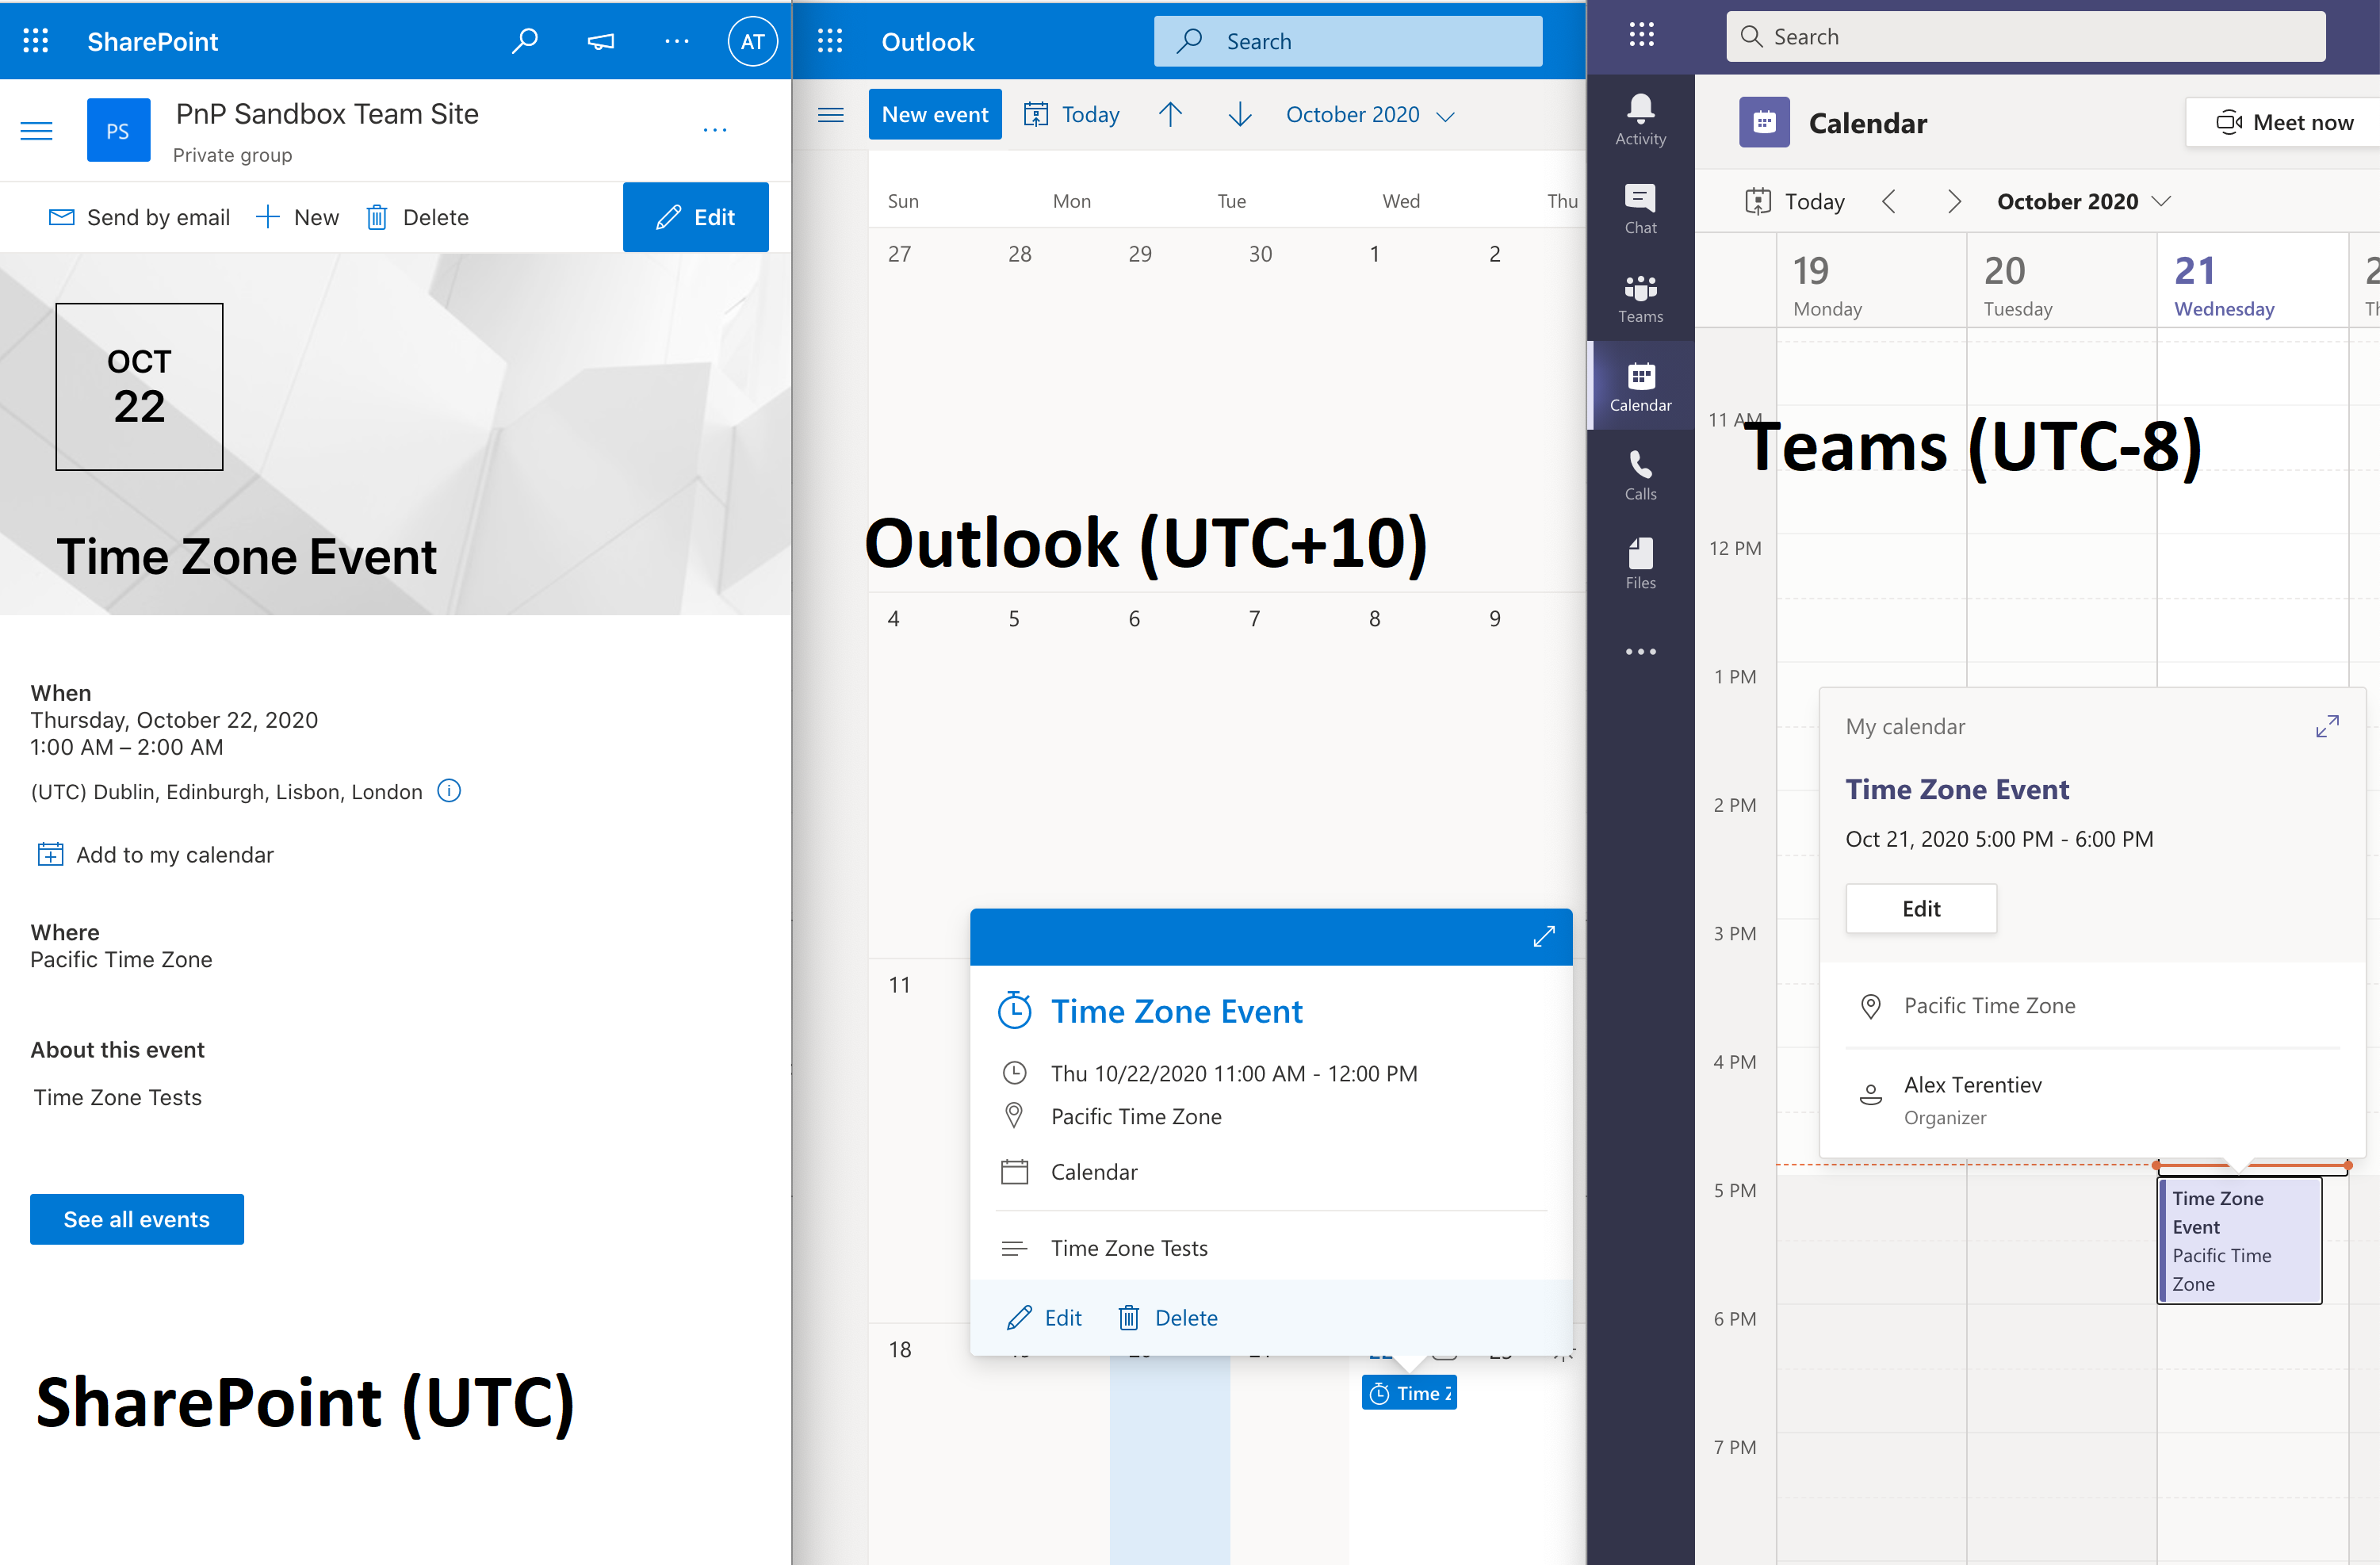 SharePoint
AT
PS
PnP Sandbox Team Site
Private group
Send by email
New
Delete
Edit
OCT
22
Time Zone Event
When
Thursday, October 22, 2020
1:00 AM – 2:00 AM
(UTC) Dublin, Edinburgh, Lisbon, London
Add to my calendar
Where
Pacific Time Zone
About this event
Time Zone Tests
See all events
SharePoint (UTC)
Outlook
Search
New event
Today
October 2020
Sun Mon Tue Wed Thu
27 28 29 30 1 2
Outlook (UTC+10)
4 5 6 7 8 9
11
Time Zone Event
Thu 10/22/2020 11:00 AM - 12:00 PM
Pacific Time Zone
Calendar
Time Zone Tests
Edit
Delete
18
Time
Search
Activity
Chat
Teams
Calendar
Calls
Files
Calendar
Meet now
Today
October 2020
19 20 21
Monday Tuesday Wednesday
11 AM
Teams (UTC-8)
12 PM
1 PM
My calendar
Time Zone Event
2 PM
Oct 21, 2020 5:00 PM - 6:00 PM
Edit
3 PM
Pacific Time Zone
4 PM
Alex Terentiev
Organizer
5 PM
Time Zone
Event
Pacific Time
Zone
6 PM
7 PM